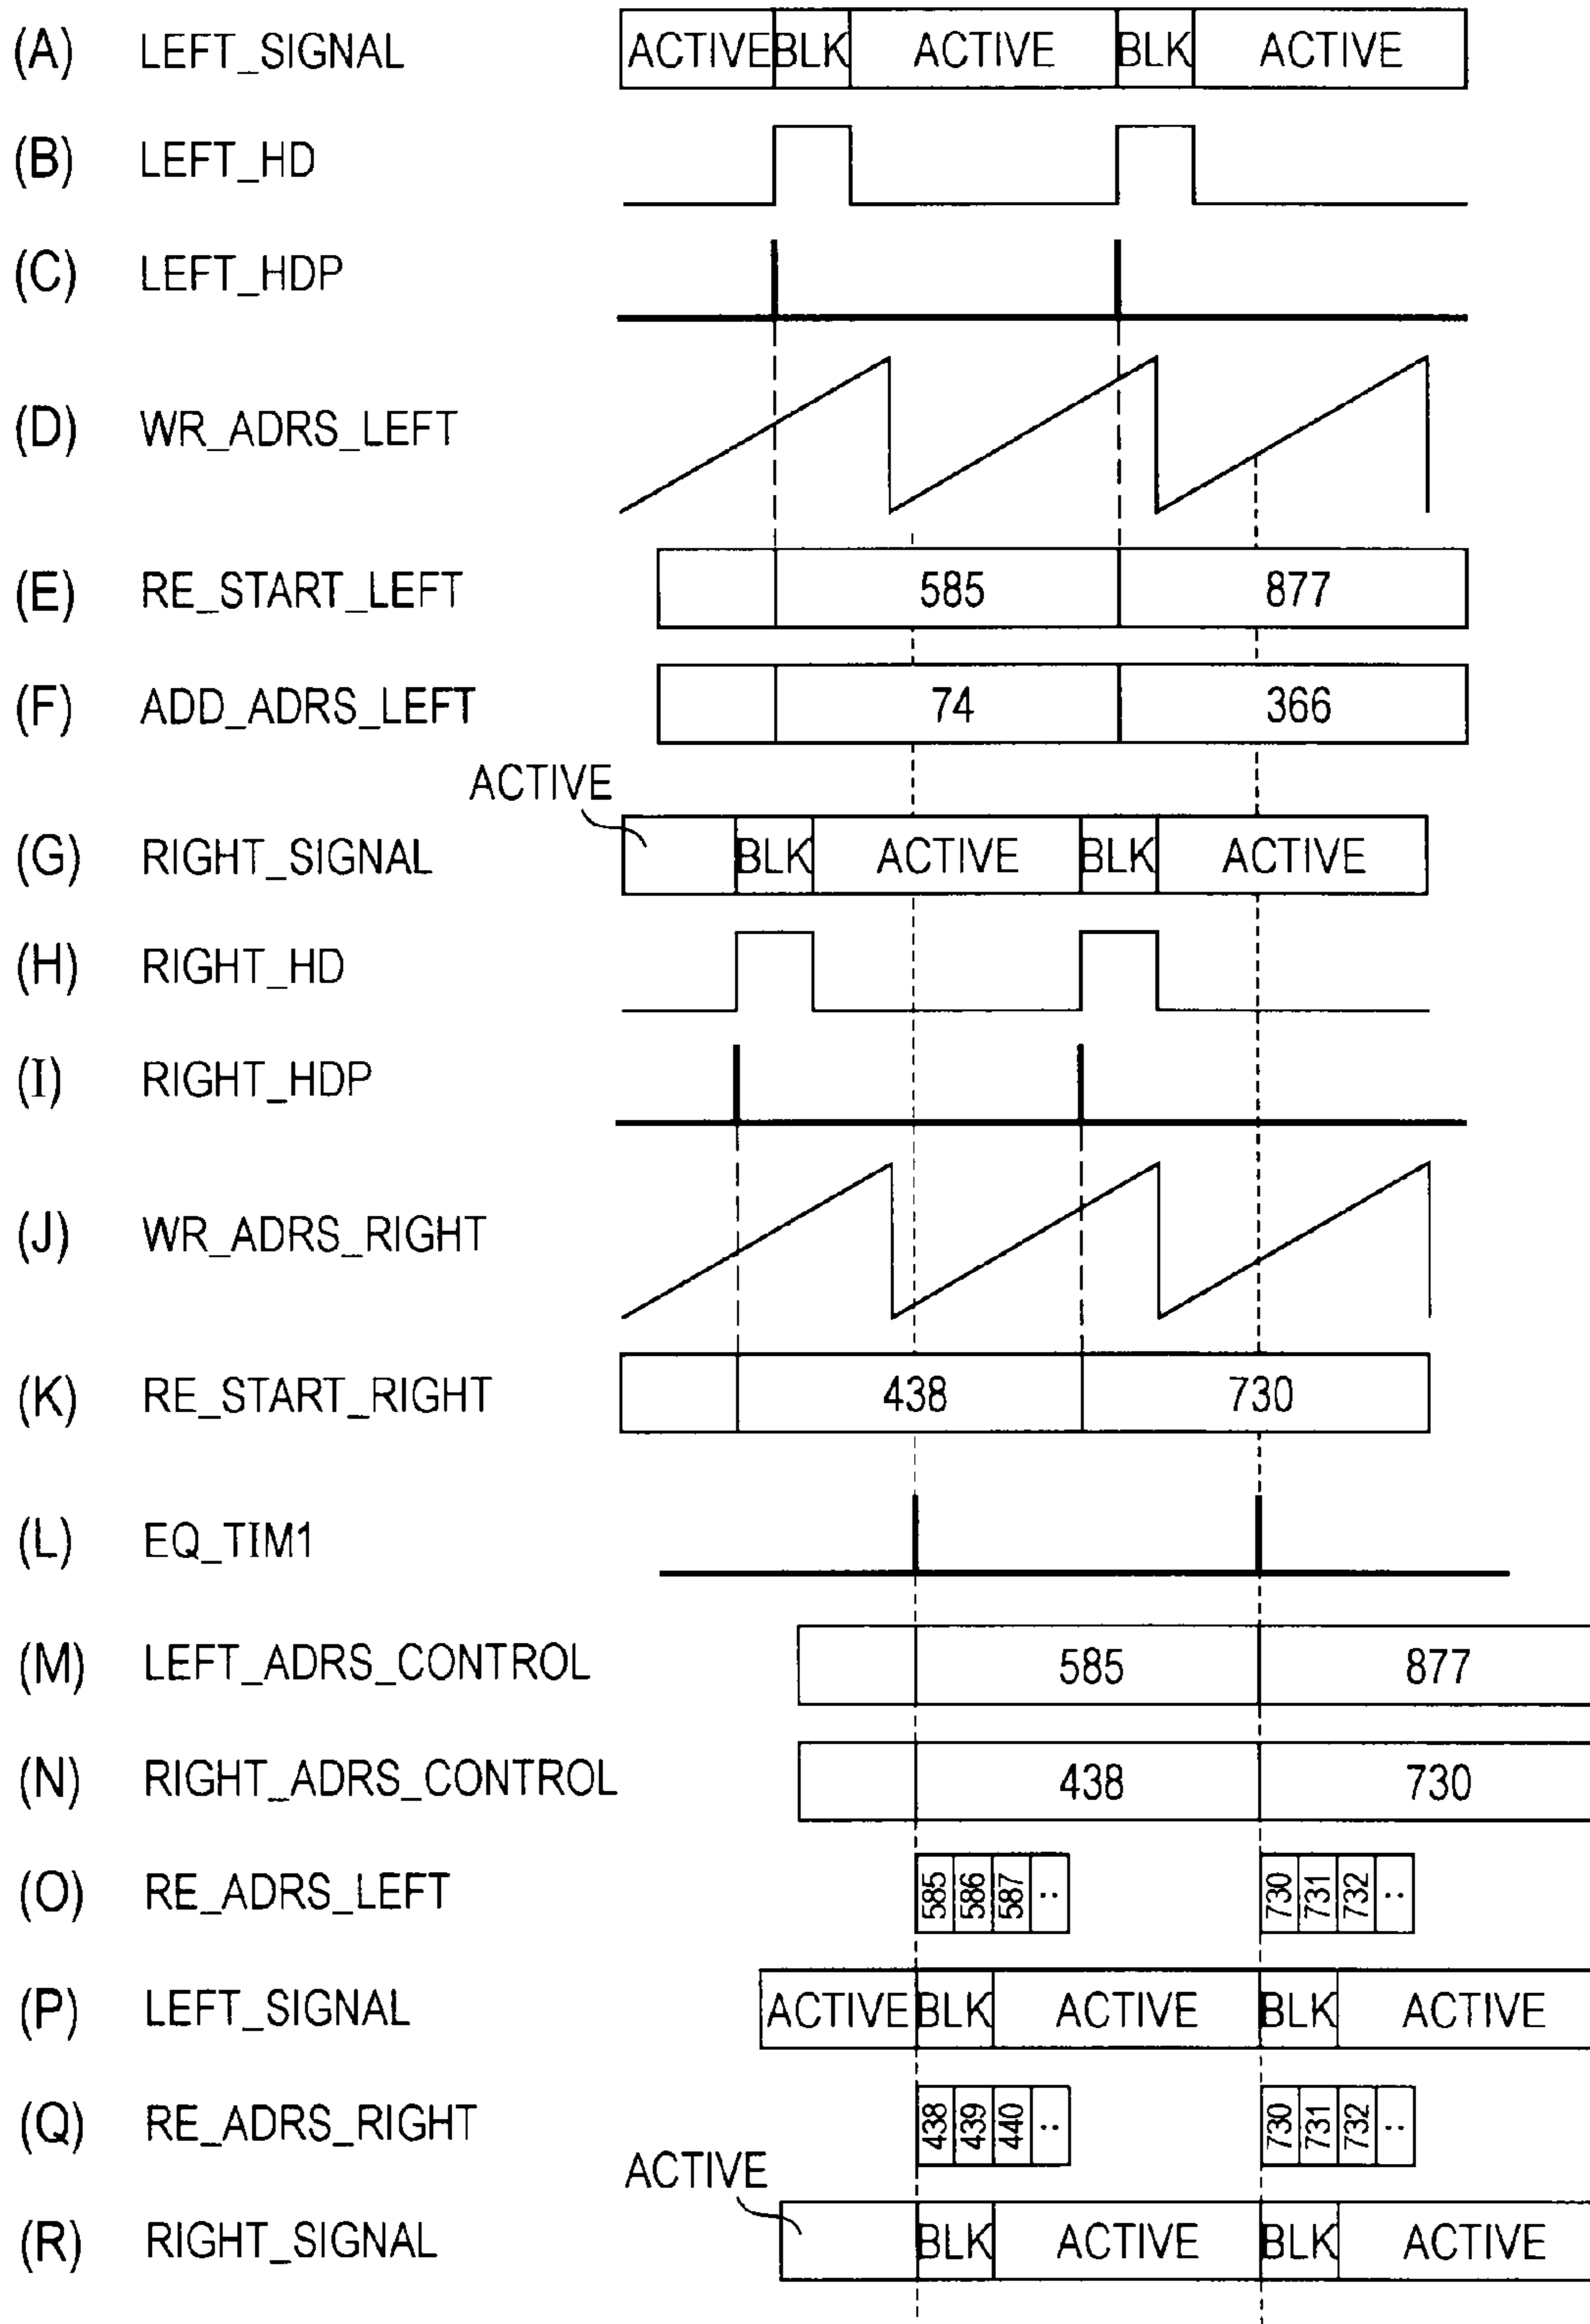 (A) LEFT_SIGNAL ACTIVE BLK ACTIVE BLK ACTIVE
(B) LEFT_HD
(C) LEFT_HDP
(D) WR_ADRS_LEFT
(E) RE_START_LEFT 585 877
(F) ADD_ADRS_LEFT 74 366
ACTIVE
(G) RIGHT_SIGNAL BLK ACTIVE BLK ACTIVE
(H) RIGHT_HD
(I) RIGHT_HDP
(J) WR_ADRS_RIGHT
(K) RE_START_RIGHT 438 730
(L) EQ_TIM1
(M) LEFT_ADRS_CONTROL 585 877
(N) RIGHT_ADRS_CONTROL 438 730
(O) RE_ADRS_LEFT 585 586 587 : 730 731 732 :
(P) LEFT_SIGNAL ACTIVE BLK ACTIVE BLK ACTIVE
(Q) RE_ADRS_RIGHT 438 439 440 : 730 731 732 :
ACTIVE
(R) RIGHT_SIGNAL BLK ACTIVE BLK ACTIVE